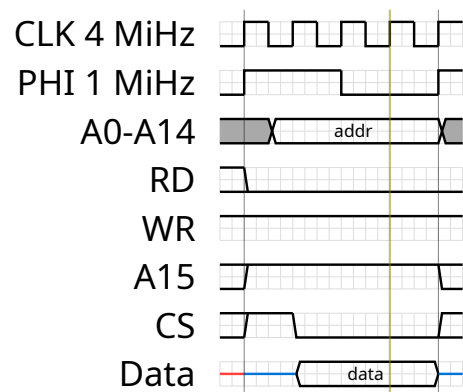 CLK 4 MiHz
PHI 1 MiHz
A0-A14 addr
RD
WR
A15
CS
Data data